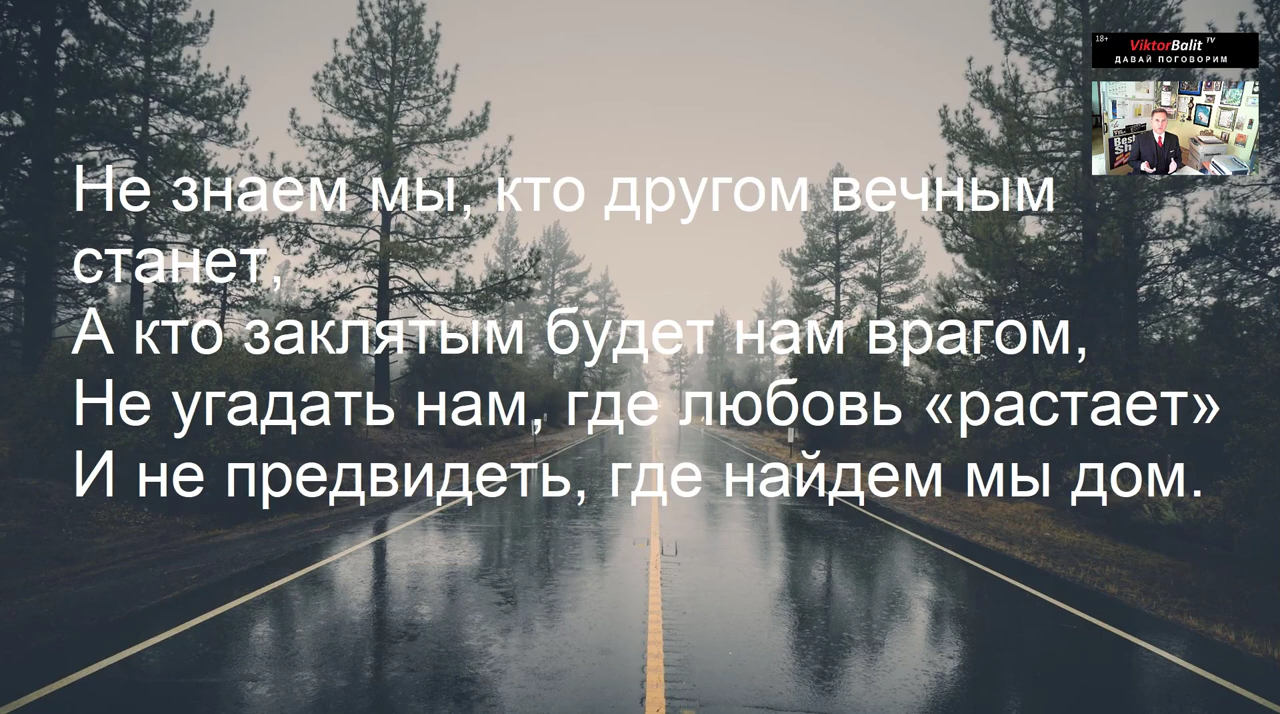 18+
ViktorBalit TV
ДАВАЙ ПОГОВОРИМ
Best
Не знаем мы, кто другом вечным
станет,
А кто заклятым будет нам врагом,
Не угадать нам, где любовь «растает»
И не предвидеть, где найдем мы дом.